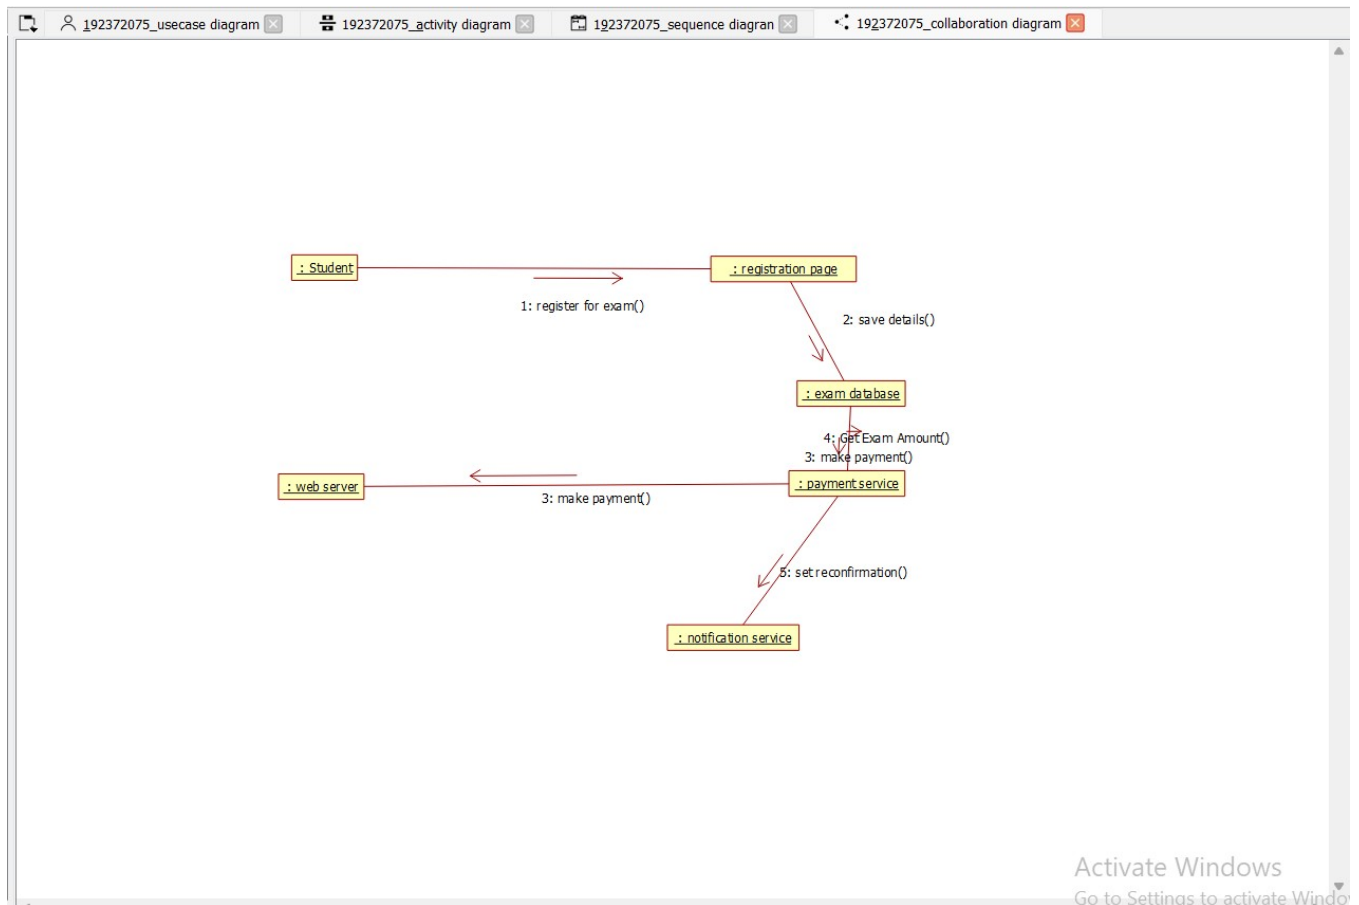 192372075_usecase diagram
192372075_activity diagram
192372075_sequence diagran
192372075_collaboration diagram
: Student
: registration page
1: register for exam()
2: save details()
: exam database
4: Get Exam Amount()
3: make payment()
: web server
: payment service
3: make payment()
5: set reconfirmation()
: notification service
Activate Windows
Go to Settings to activate Windo